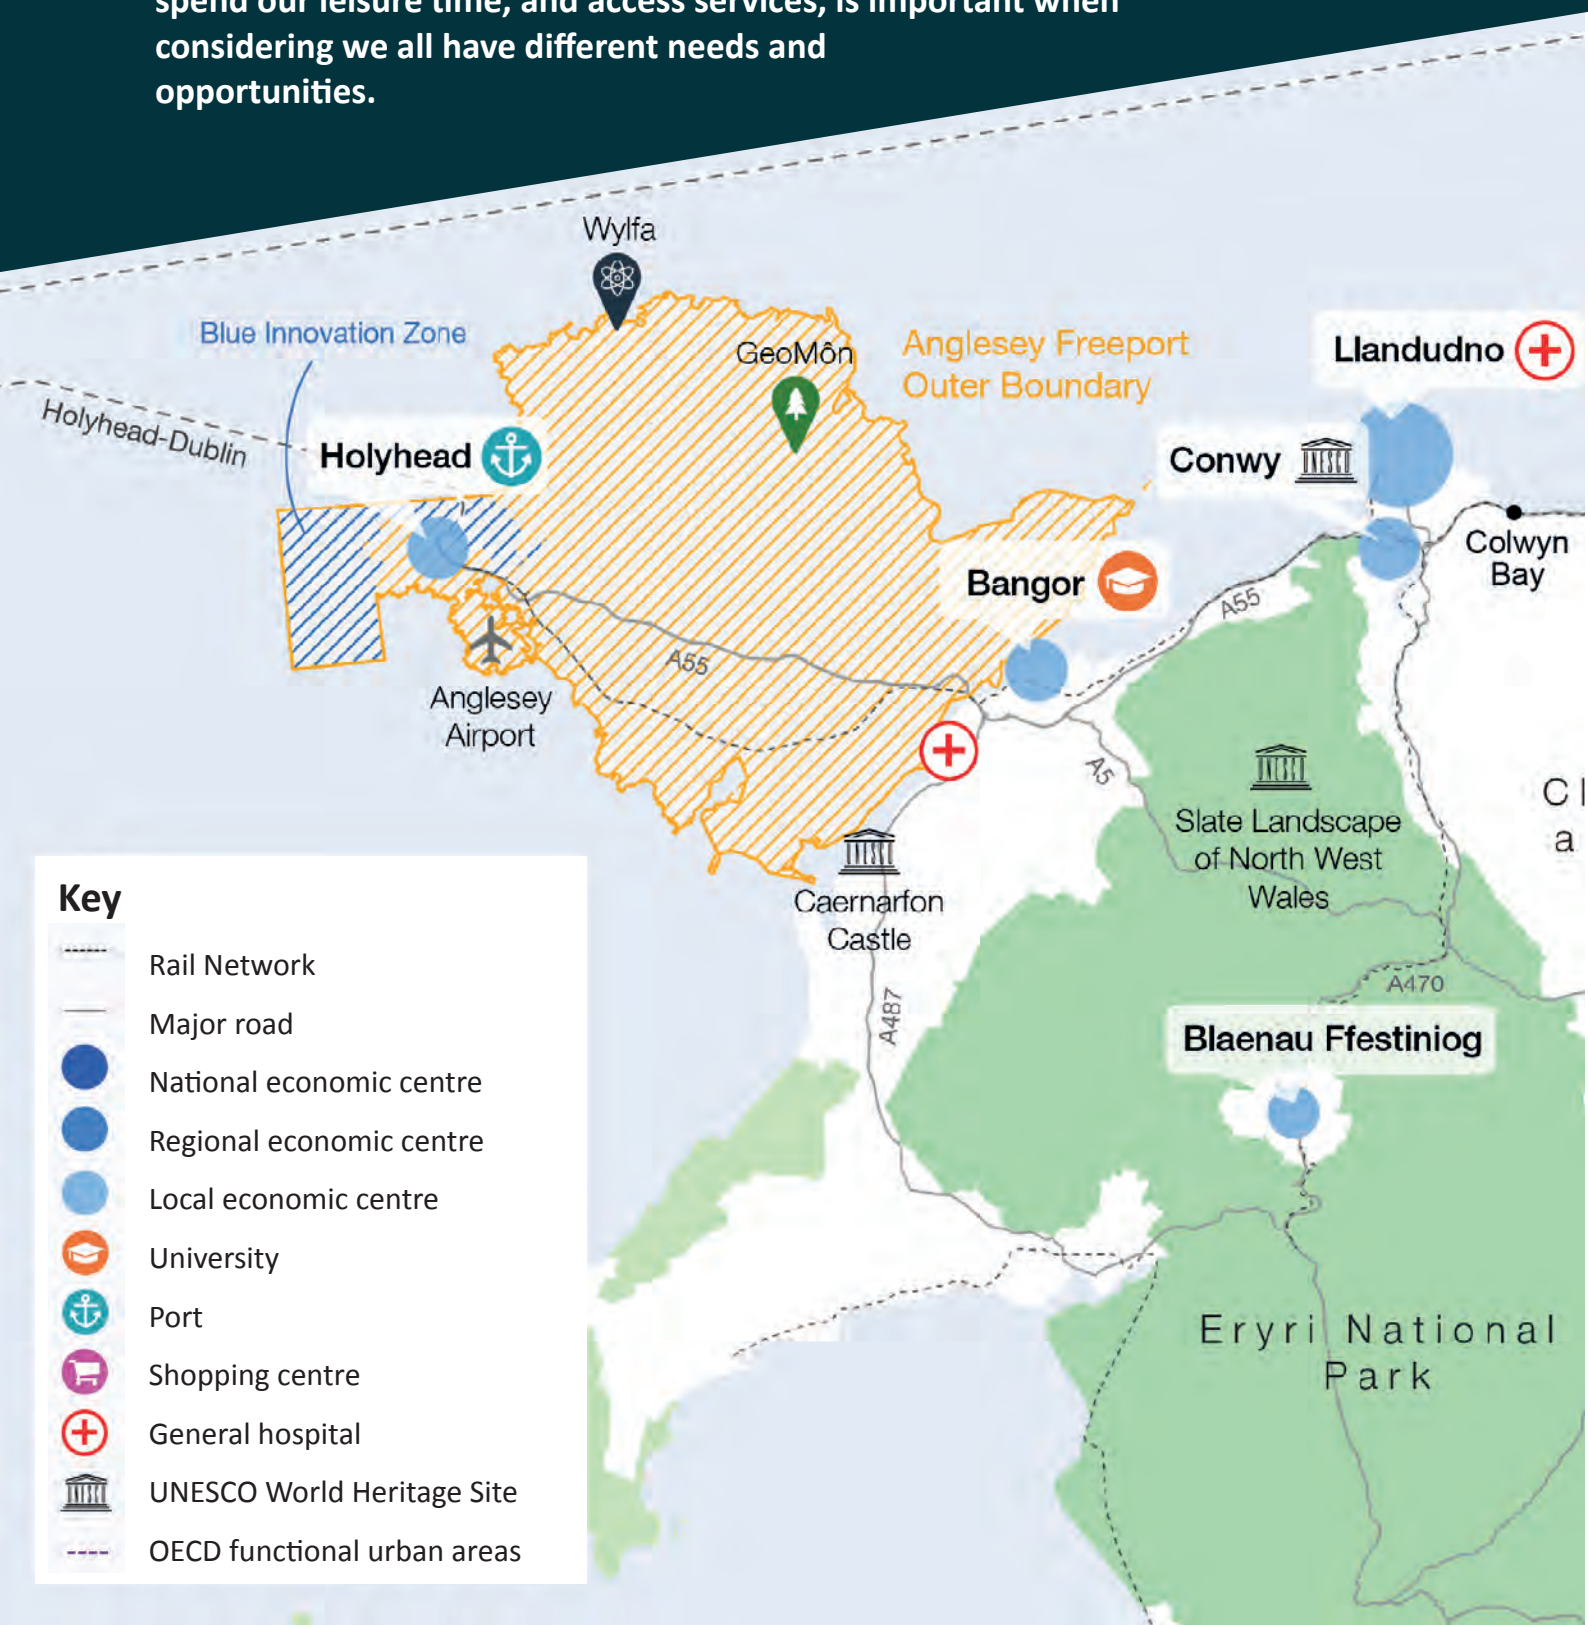 spend our leisure time, and access services, is important when
considering we all have different needs and
opportunities.
Wylfa
Blue Innovation Zone
GeoMôn
Anglesey Freeport
Outer Boundary
Llandudno
Holyhead-Dublin
Holyhead
Conwy
UNESCO
Colwyn
Bay
Bangor
A55
A55
Anglesey
Airport
A5
UNESCO
Slate Landscape
of North West
Wales
UNESCO
Caernarfon
Castle
A487
A470
Blaenau Ffestiniog
Eryri National
Park
Key
Rail Network
Major road
National economic centre
Regional economic centre
Local economic centre
University
Port
Shopping centre
General hospital
UNESCO World Heritage Site
OECD functional urban areas